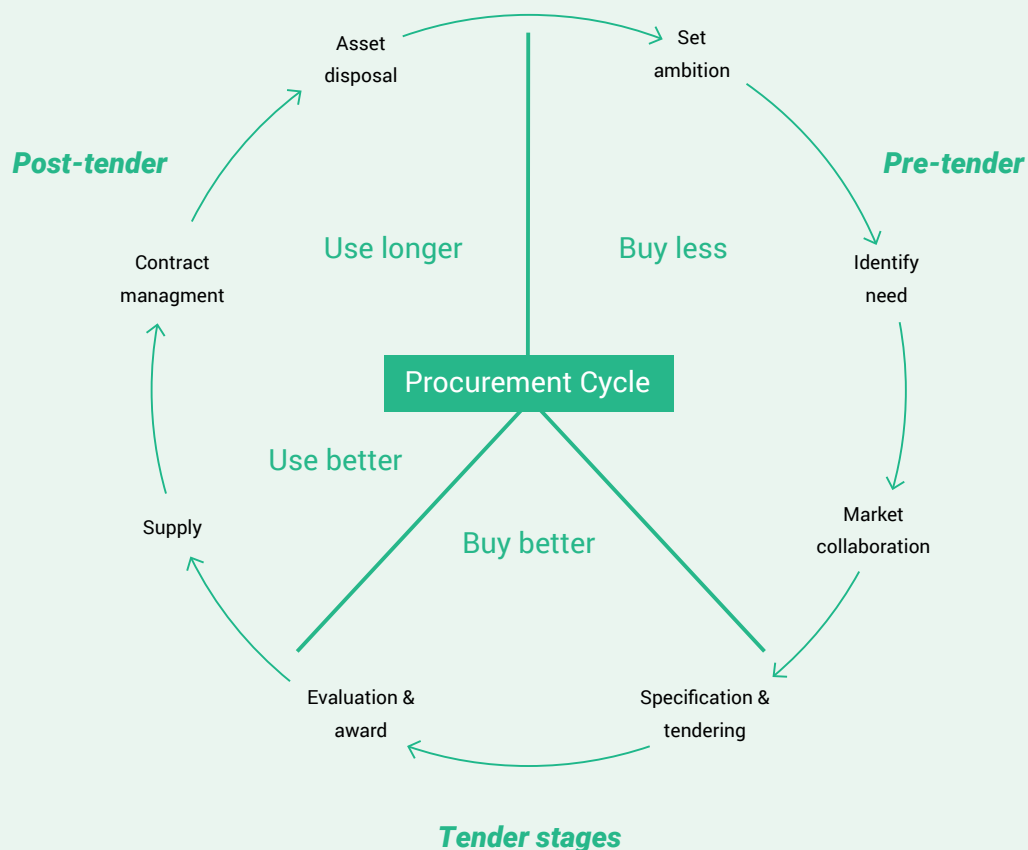 Asset
disposal
Set
ambition
Post-tender
Pre-tender
Use longer
Buy less
Contract
managment
Identify
need
Procurement Cycle
Use better
Supply
Market
collaboration
Buy better
Evaluation &
award
Specification &
tendering
Tender stages